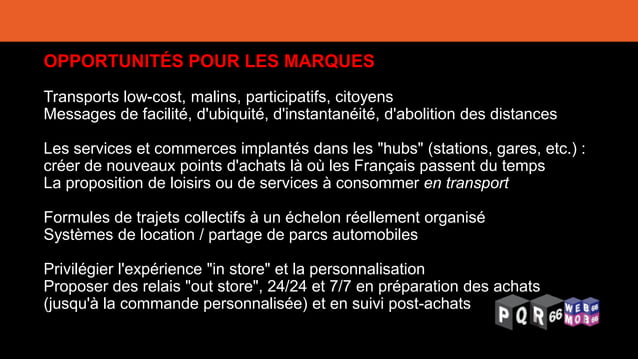 OPPORTUNITÉS POUR LES MARQUES
Transports low-cost, malins, participatifs, citoyens
Messages de facilité, d'ubiquité, d'instantanéité, d'abolition des distances
Les services et commerces implantés dans les "hubs" (stations, gares, etc.) :
créer de nouveaux points d'achats là où les Français passent du temps
La proposition de loisirs ou de services à consommer en transport
Formules de trajets collectifs à un échelon réellement organisé
Systèmes de location / partage de parcs automobiles
Privilégier l'expérience "in store" et la personnalisation
Proposer des relais "out store", 24/24 et 7/7 en préparation des achats
(jusqu'à la commande personnalisée) et en suivi post-achats
PQR66
WEB66
MOB66